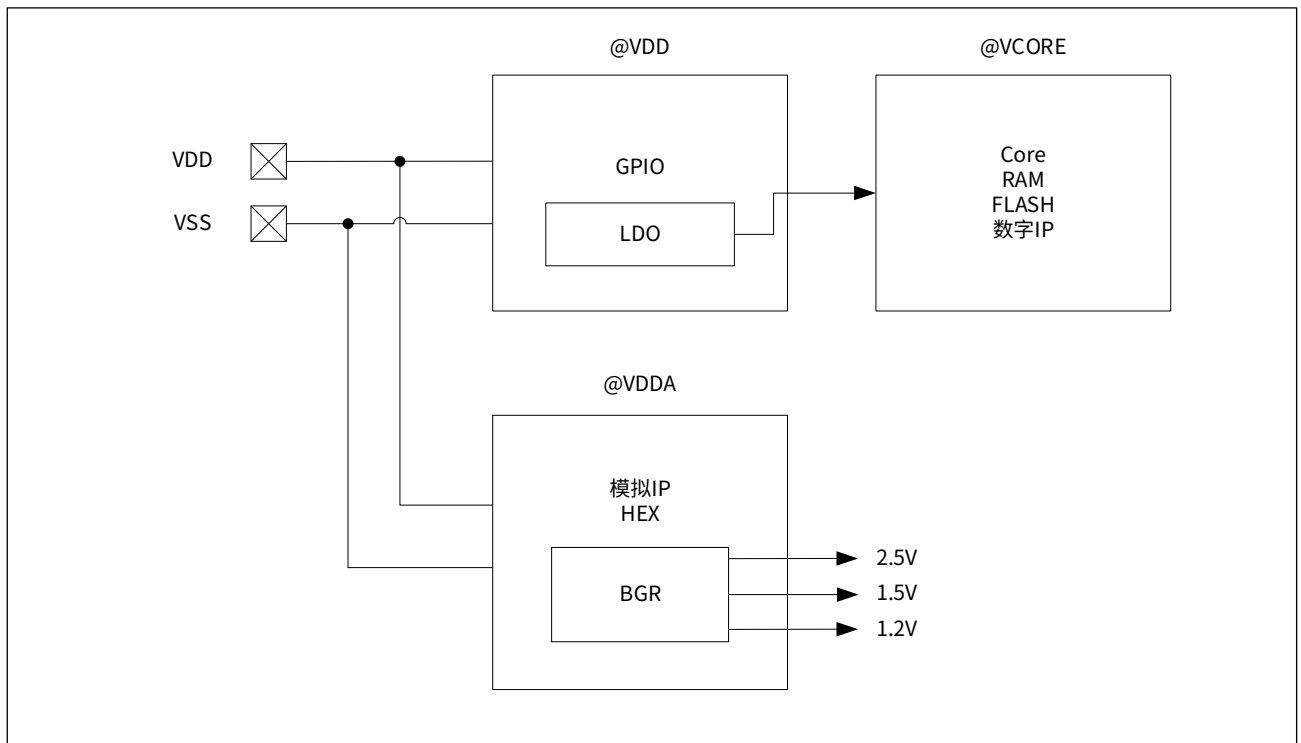 @VDD
@VCORE
VDD
VSS
GPIO
LDO
Core
RAM
FLASH
数字IP
@VDDA
模拟IP
HEX
BGR
2.5V
1.5V
1.2V